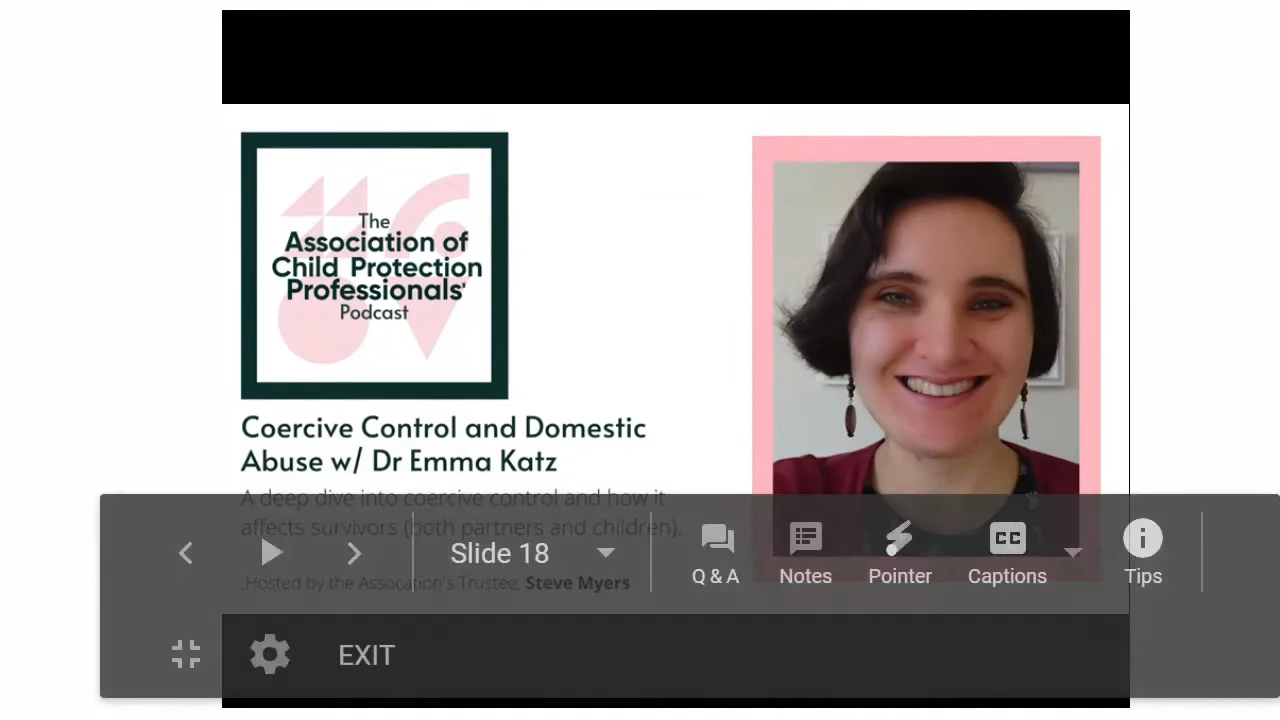 The
Association of
Child Protection
Professionals'
Podcast
Coercive Control and Domestic
Abuse w/ Dr Emma Katz
A deep dive into coercive control and how it
affects survivors (both partners and children).
Hosted by the Assocation's Trustee, Steve Myers
Slide 18
Q & A
Notes
Pointer
CC
Captions
Tips
EXIT